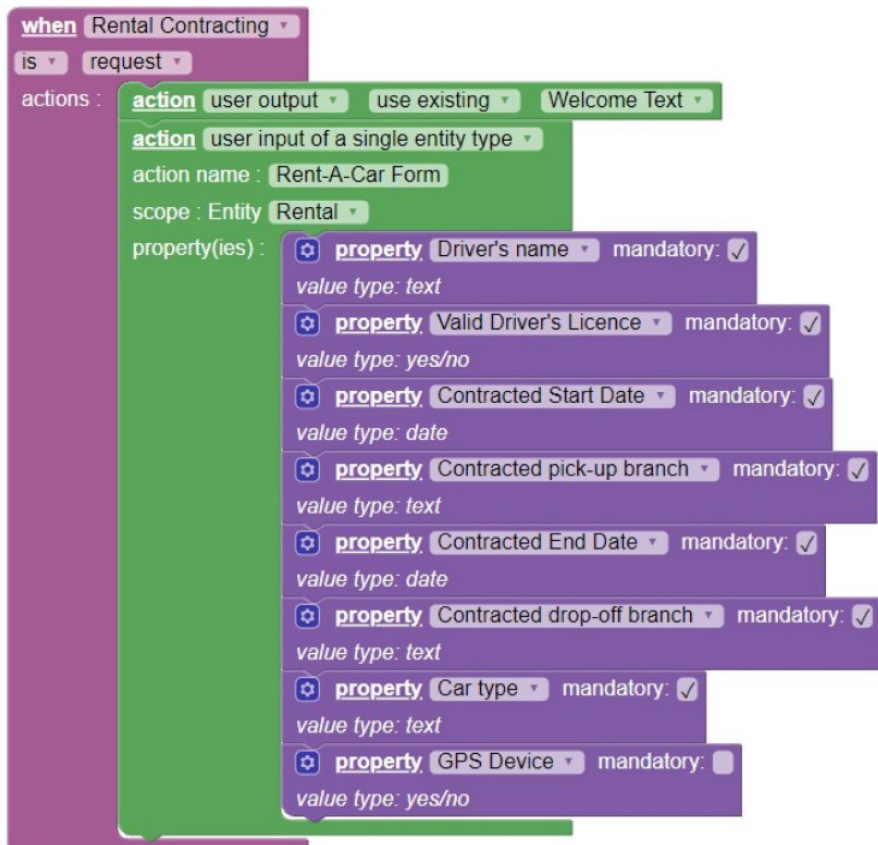 when Rental Contracting
is request
actions : action user output use existing Welcome Text
action user input of a single entity type
action name : Rent-A-Car Form
scope : Entity Rental
property(ies) : property Driver's name mandatory: ✓
value type: text
property Valid Driver's Licence mandatory: ✓
value type: yes/no
property Contracted Start Date mandatory: ✓
value type: date
property Contracted pick-up branch mandatory: ✓
value type: text
property Contracted End Date mandatory: ✓
value type: date
property Contracted drop-off branch mandatory: ✓
value type: text
property Car type mandatory: ✓
value type: text
property GPS Device mandatory:
value type: yes/no